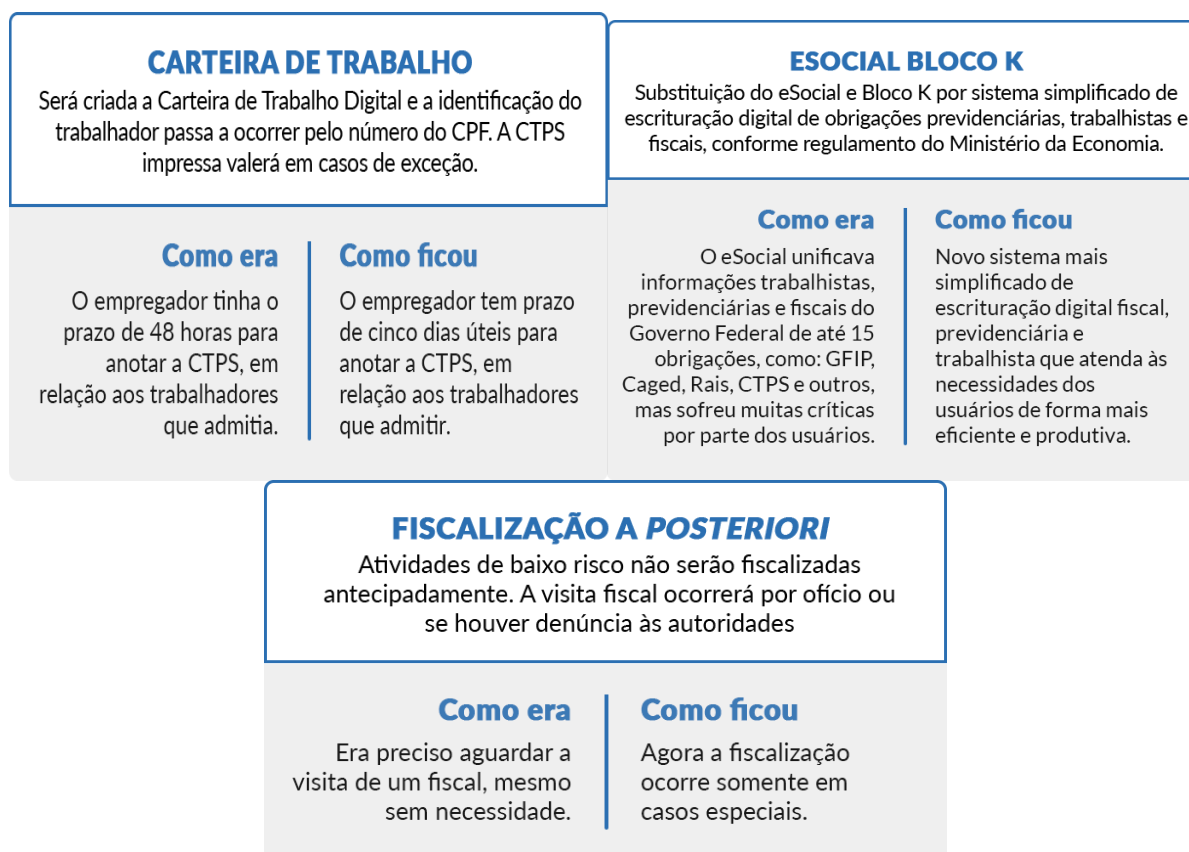 CARTEIRA DE TRABALHO
Será criada a Carteira de Trabalho Digital e a identificação do
trabalhador passa a ocorrer pelo número do CPF. A CTPS
impressa valerá em casos de exceção.
Como era
O empregador tinha o
prazo de 48 horas para
anotar a CTPS, em
relação aos trabalhadores
que admitia.
Como ficou
O empregador tem prazo
de cinco dias úteis para
anotar a CTPS, em
relação aos trabalhadores
que admitir.
ESOCIAL BLOCO K
Substituição do eSocial e Bloco K por sistema simplificado de
escrituração digital de obrigações previdenciárias, trabalhistas e
fiscais, conforme regulamento do Ministério da Economia.
Como era
O eSocial unificava
informações trabalhistas,
previdenciárias e fiscais do
Governo Federal de até 15
obrigações, como: GFIP,
Caged, Rais, CTPS e outros,
mas sofreu muitas críticas
por parte dos usuários.
Como ficou
Novo sistema mais
simplificado de
escrituração digital fiscal,
previdenciária e
trabalhista que atenda às
necessidades dos
usuários de forma mais
eficiente e produtiva.
FISCALIZAÇÃO A POSTERIORI
Atividades de baixo risco não serão fiscalizadas
antecipadamente. A visita fiscal ocorrerá por ofício ou
se houver denúncia às autoridades
Como era
Era preciso aguardar a
visita de um fiscal, mesmo
sem necessidade.
Como ficou
Agora a fiscalização
ocorre somente em
casos especiais.